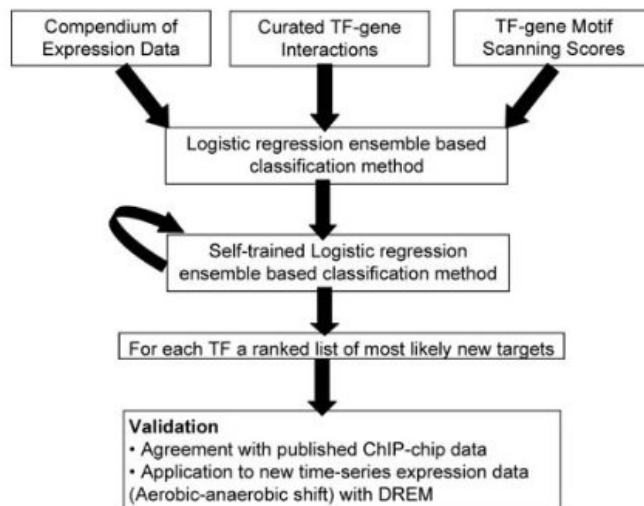 Compendium of
Expression Data
Curated TF-gene
Interactions
TF-gene Motif
Scanning Scores
Logistic regression ensemble based
classification method
Self-trained Logistic regression
ensemble based classification method
For each TF a ranked list of most likely new targets
Validation
• Agreement with published ChIP-chip data
• Application to new time-series expression data
(Aerobic-anaerobic shift) with DREM